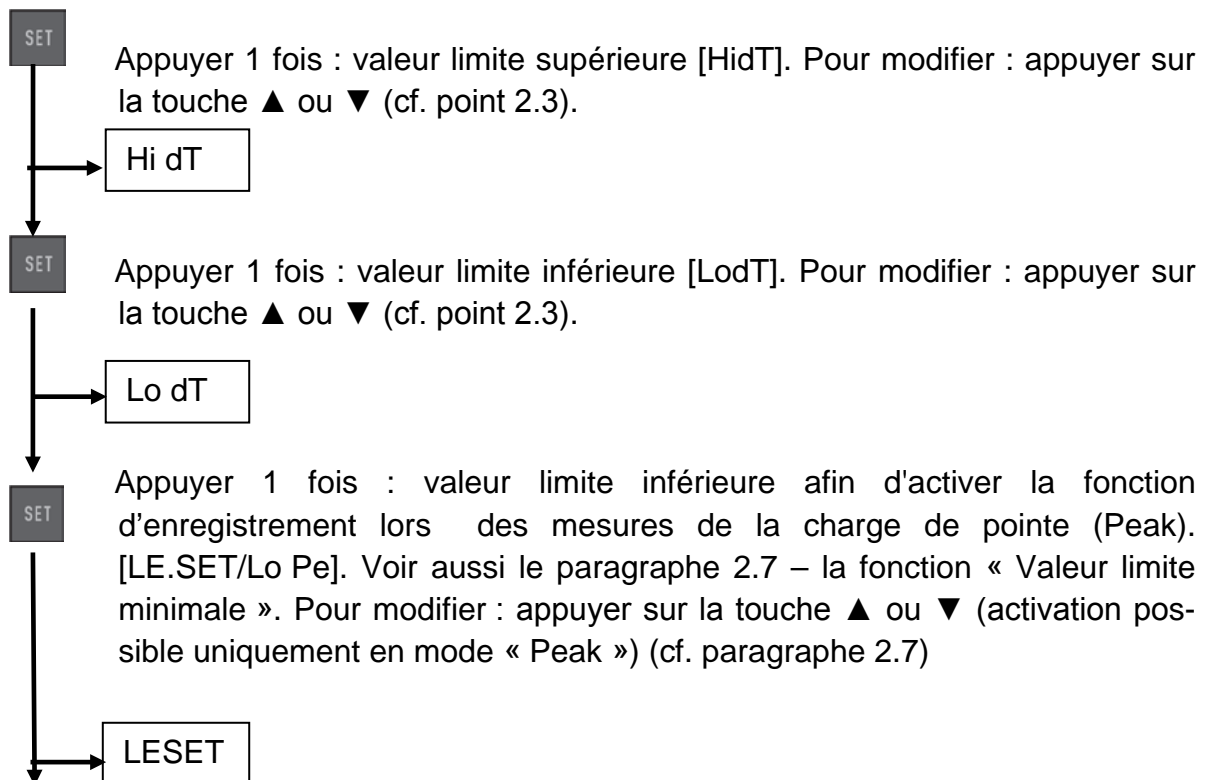 SET
Appuyer 1 fois : valeur limite supérieure [HidT]. Pour modifier : appuyer sur
la touche ▲ ou ▼ (cf. point 2.3).
Hi dT
SET
Appuyer 1 fois : valeur limite inférieure [LodT]. Pour modifier : appuyer sur
la touche ▲ ou ▼ (cf. point 2.3).
Lo dT
SET
Appuyer 1 fois : valeur limite inférieure afin d'activer la fonction
d’enregistrement lors des mesures de la charge de pointe (Peak).
[LE.SET/Lo Pe]. Voir aussi le paragraphe 2.7 – la fonction « Valeur limite
minimale ». Pour modifier : appuyer sur la touche ▲ ou ▼ (activation pos-
sible uniquement en mode « Peak ») (cf. paragraphe 2.7)
LESET